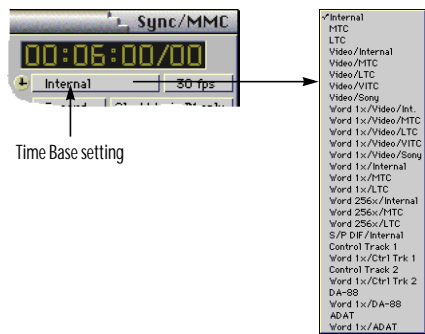 Sync/MMC
00:06:00/00
Internal
30 fps
Time Base setting
✓Internal
MTC
LTC
Video/Internal
Video/MTC
Video/LTC
Video/VITC
Video/Sony
Word 1x/Video/Int.
Word 1x/Video/MTC
Word 1x/Video/LTC
Word 1x/Video/VITC
Word 1x/Video/Sony
Word 1x/Internal
Word 1x/MTC
Word 1x/LTC
Word 256x/Internal
Word 256x/MTC
Word 256x/LTC
S/P DIF/Internal
Control Track 1
Word 1x/Ctrl Trk 1
Control Track 2
Word 1x/Ctrl Trk 2
DA-88
Word 1x/DA-88
ADAT
Word 1x/ADAT